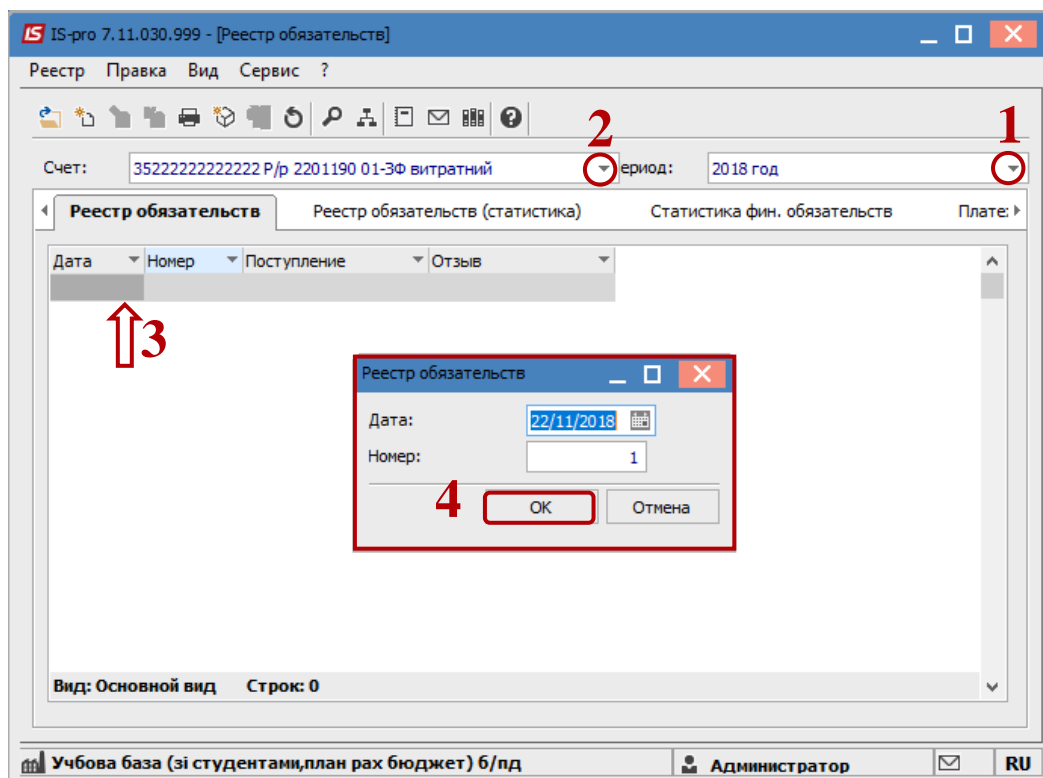 IS IS-pro 7.11.030.999 - [Реестр обязательств]
Реестр Правка Вид Сервис ?
2 1
Счет: 35222222222222 Р/р 2201190 01-ЗФ витратний ериод: 2018 год
Реестр обязательств Реестр обязательств (статистика) Статистика фин. обязательств Плате:
Дата Номер Поступление Отзыв
3
Реестр обязательств
Дата: 22/11/2018
Номер: 1
4 OK Отмена
Вид: Основной вид Строк: 0
Учбова база (зі студентами,план рах бюджет) б/пд Администратор RU